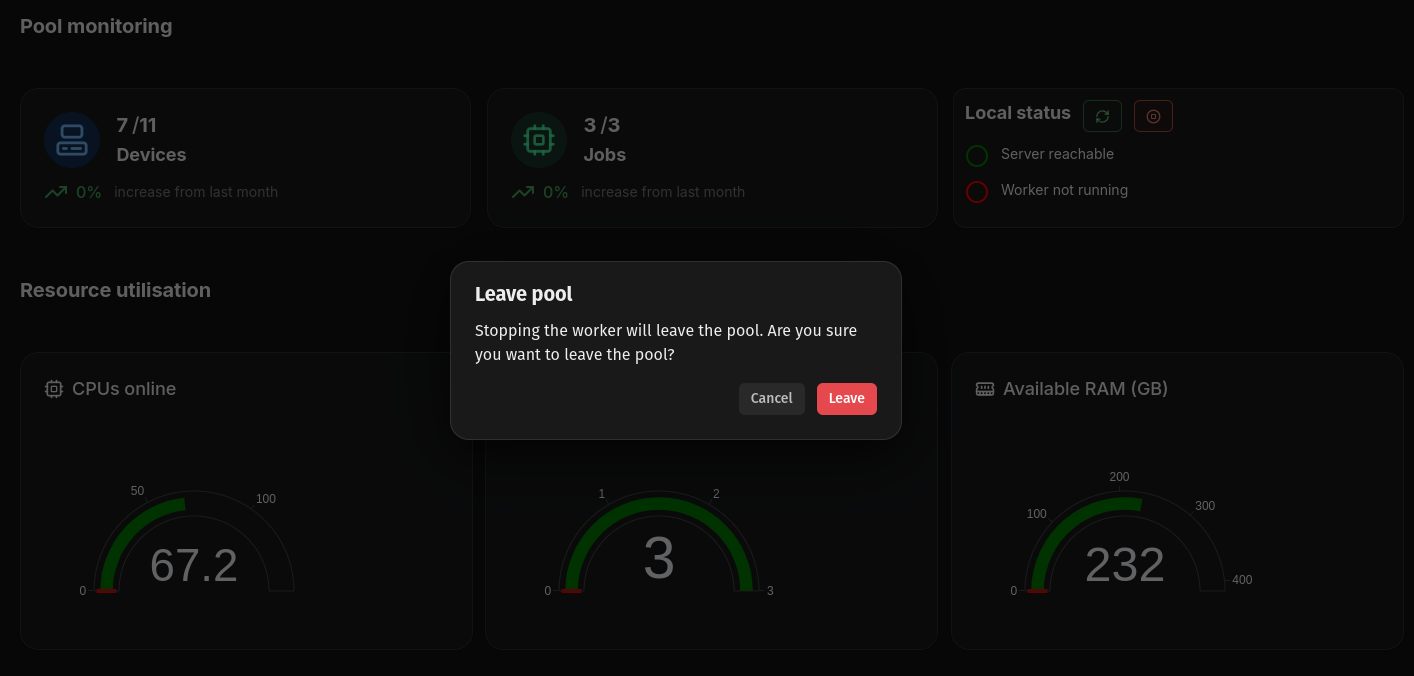 Pool monitoring
7 /11
Devices
0% increase from last month
3 /3
Jobs
0% increase from last month
Local status
Server reachable
Worker not running
Resource utilisation
Leave pool
Stopping the worker will leave the pool. Are you sure
you want to leave the pool?
Cancel Leave
CPUs online
0
50
100
67.2
0
1
2
3
3
Available RAM (GB)
0
100
200
300
400
232